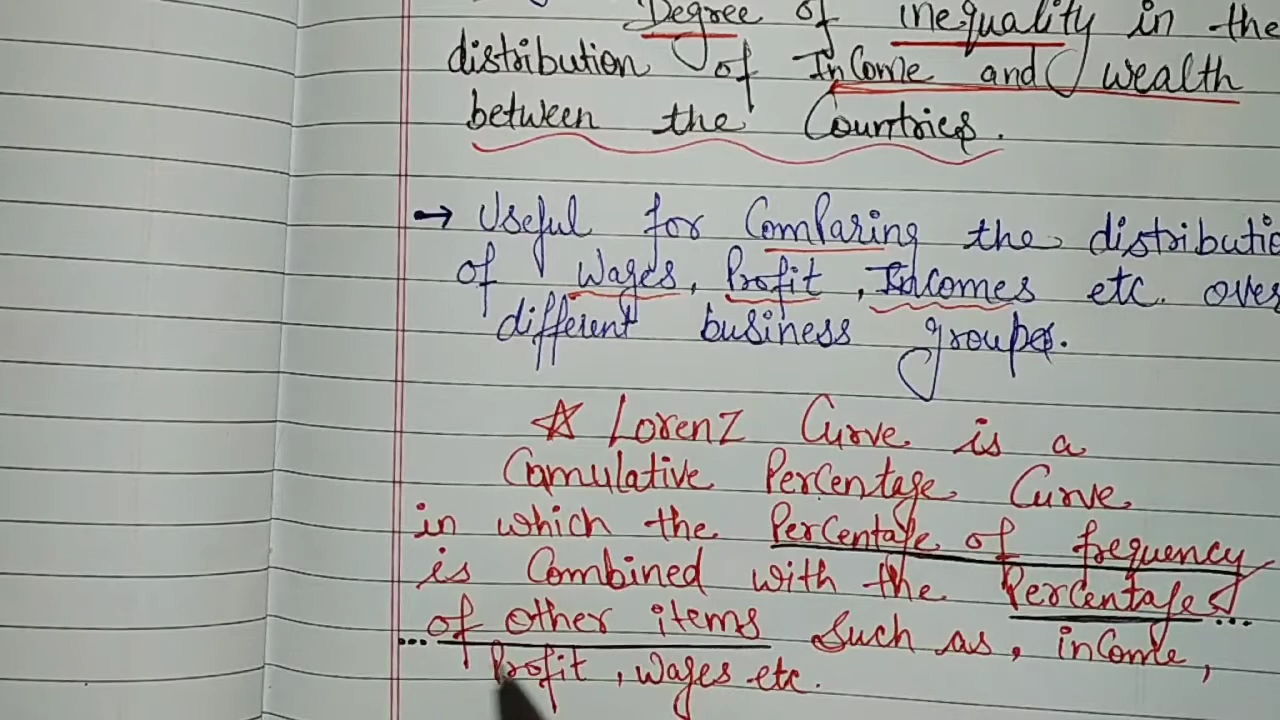 Degree of inequality in the
distribution of Income and wealth
between the Countries.
→ Useful for Comparing the distributio
of Wages, Profit, Incomes etc. over
different business groups.
☆ Lorenz Curve is a
Camulative Percentage Curve
in which the Percentage of frequency
is Combined with the Percentages...
...of other items Such as, income,
Profit, wages etc.